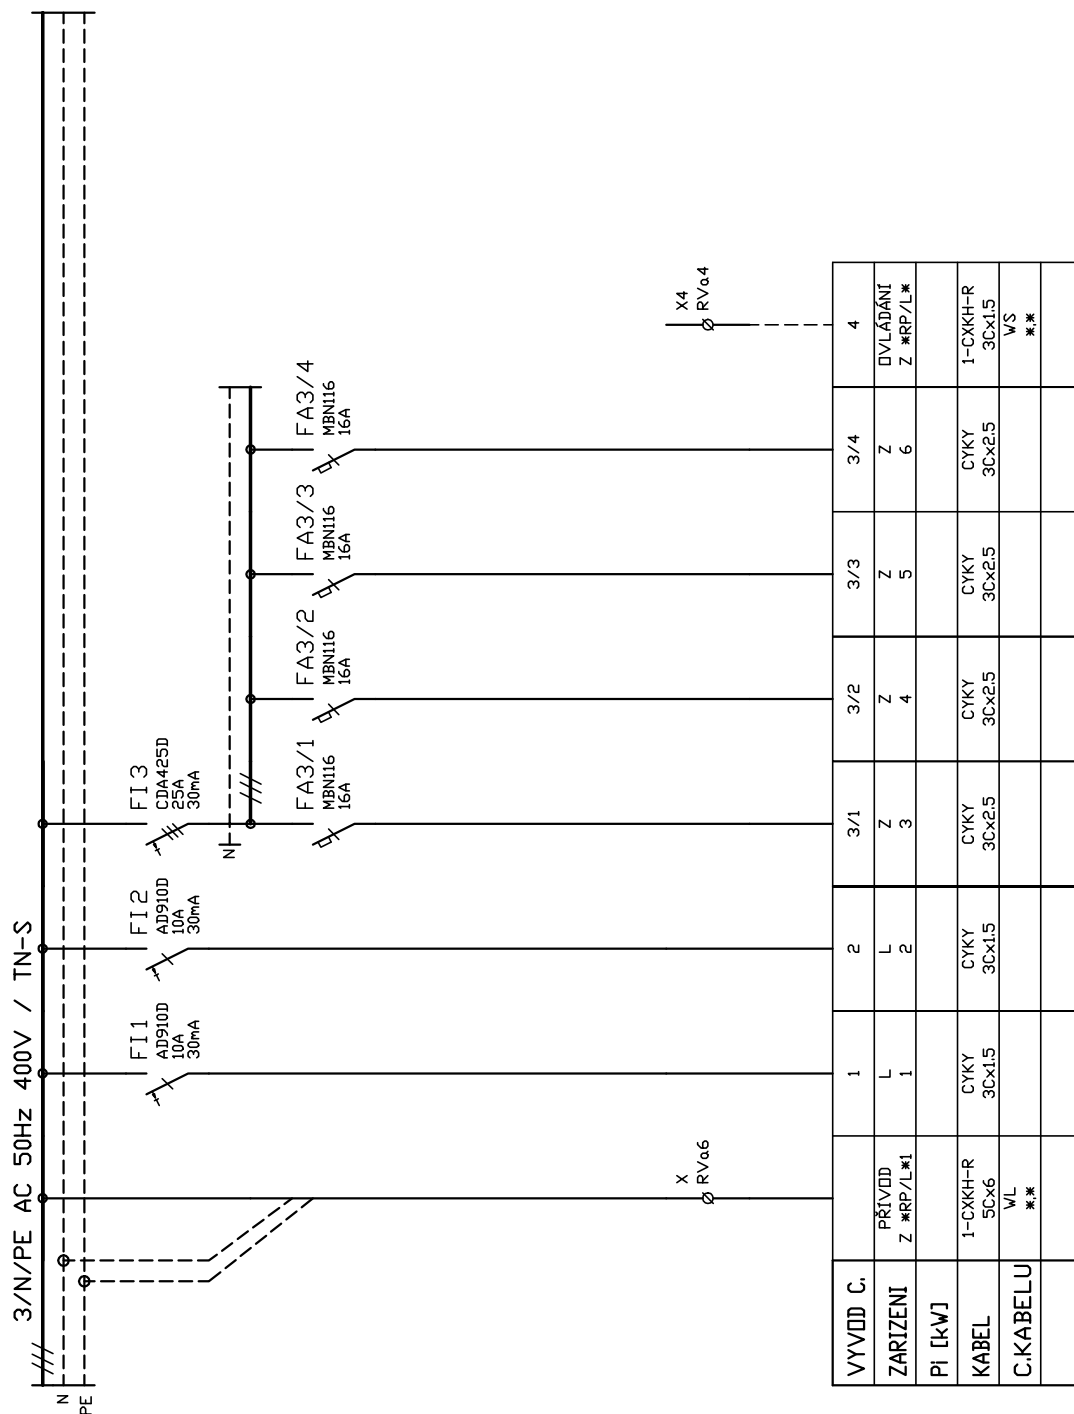 3/N/PE AC 50Hz 400V / TN-S
N
PE
FI1
AD910D
10A
30mA
FI2
AD910D
10A
30mA
FI3
CDA425D
25A
30mA
N
FA3/1
MBN116
16A
FA3/2
MBN116
16A
FA3/3
MBN116
16A
FA3/4
MBN116
16A
X
RVa6
X4
RVa4
VYVOD C. 1 2 3/1 3/2 3/3 3/4 4
ZARIZENI PŘÍVOD L L Z Z Z Z OVLÁDÁNÍ
Z *RP/L*1 1 2 3 4 5 6 Z *RP/L*
Pi [kW]
KABEL 1-CXKH-R CYKY CYKY CYKY CYKY CYKY CYKY 1-CXKH-R
5Cx6 3Cx1.5 3Cx1.5 3Cx2.5 3Cx2.5 3Cx2.5 3Cx2.5 3Cx1.5
C.KABELU WL WS
*.* *.*